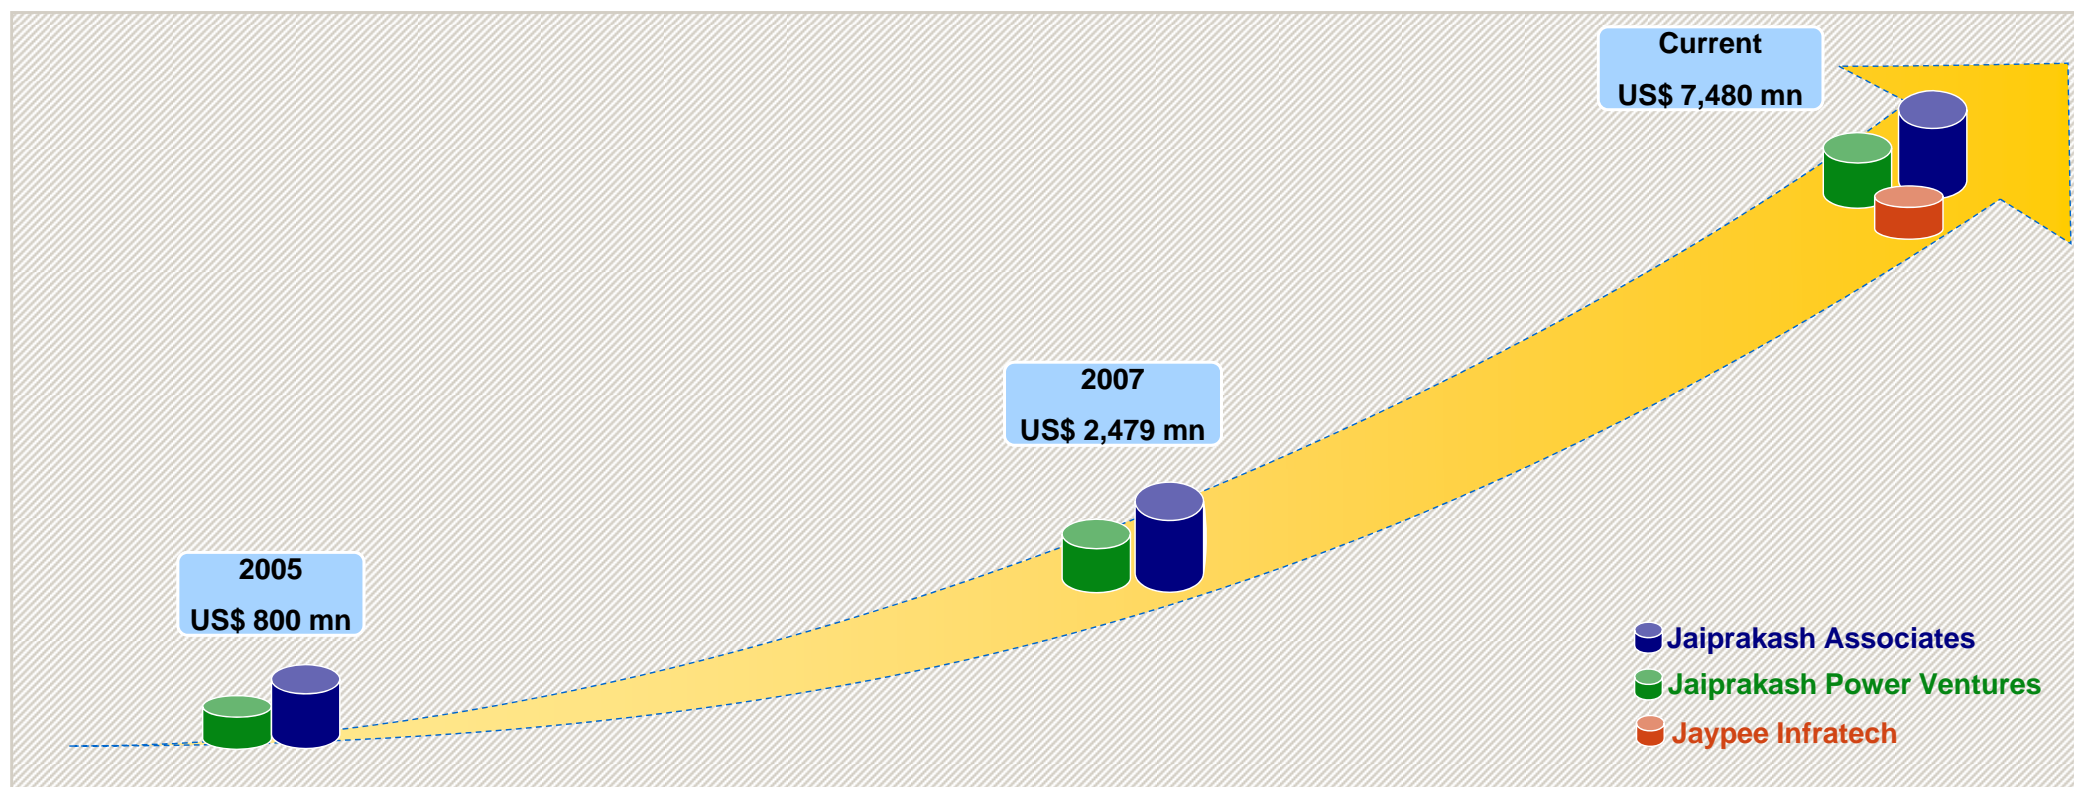 Current
US$ 7,480 mn
2007
US$ 2,479 mn
2005
US$ 800 mn
Jaiprakash Associates
Jaiprakash Power Ventures
Jaypee Infratech